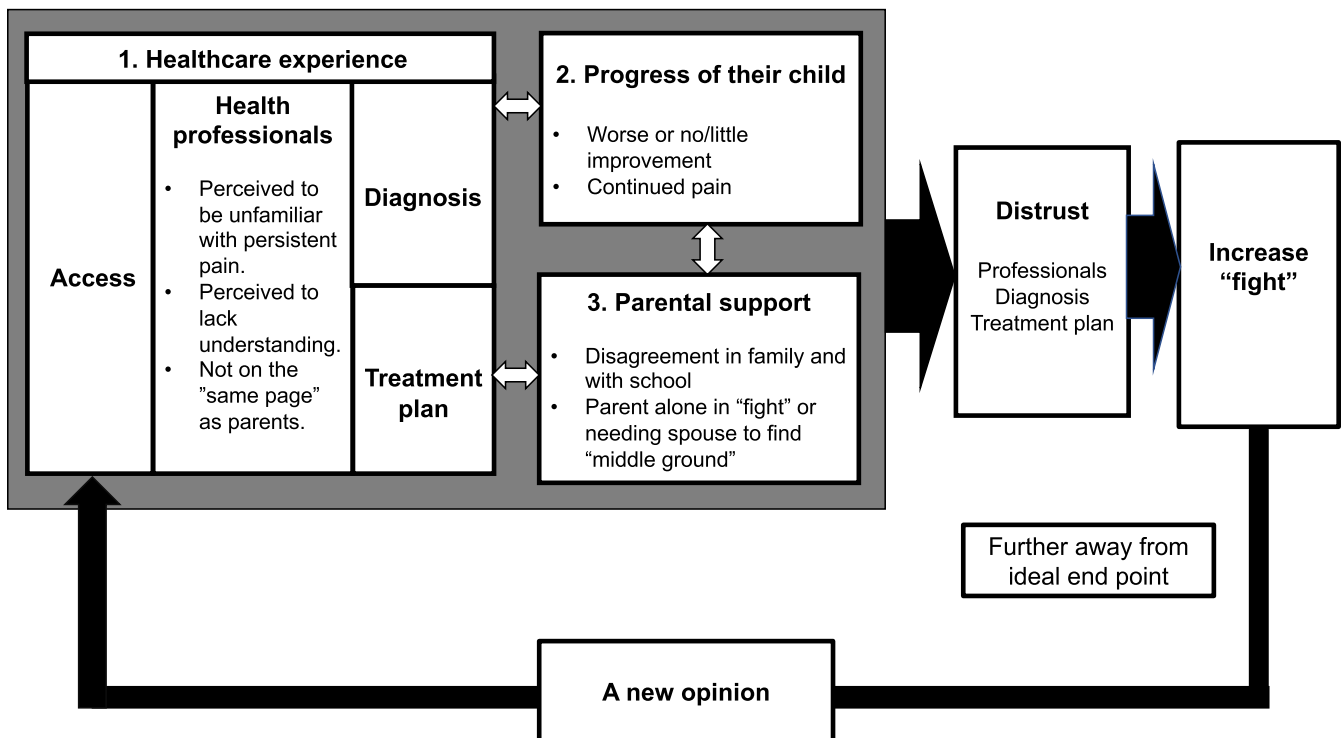 1. Healthcare experience
Access
Health
professionals
• Perceived to
be unfamiliar
with persistent
pain.
• Perceived to
lack
understanding.
• Not on the
”same page”
as parents.
Diagnosis
Treatment
plan
2. Progress of their child
• Worse or no/little
improvement
• Continued pain
3. Parental support
• Disagreement in family and
with school
• Parent alone in “fight” or
needing spouse to find
“middle ground”
Distrust
Professionals
Diagnosis
Treatment plan
Increase
“fight”
Further away from
ideal end point
A new opinion